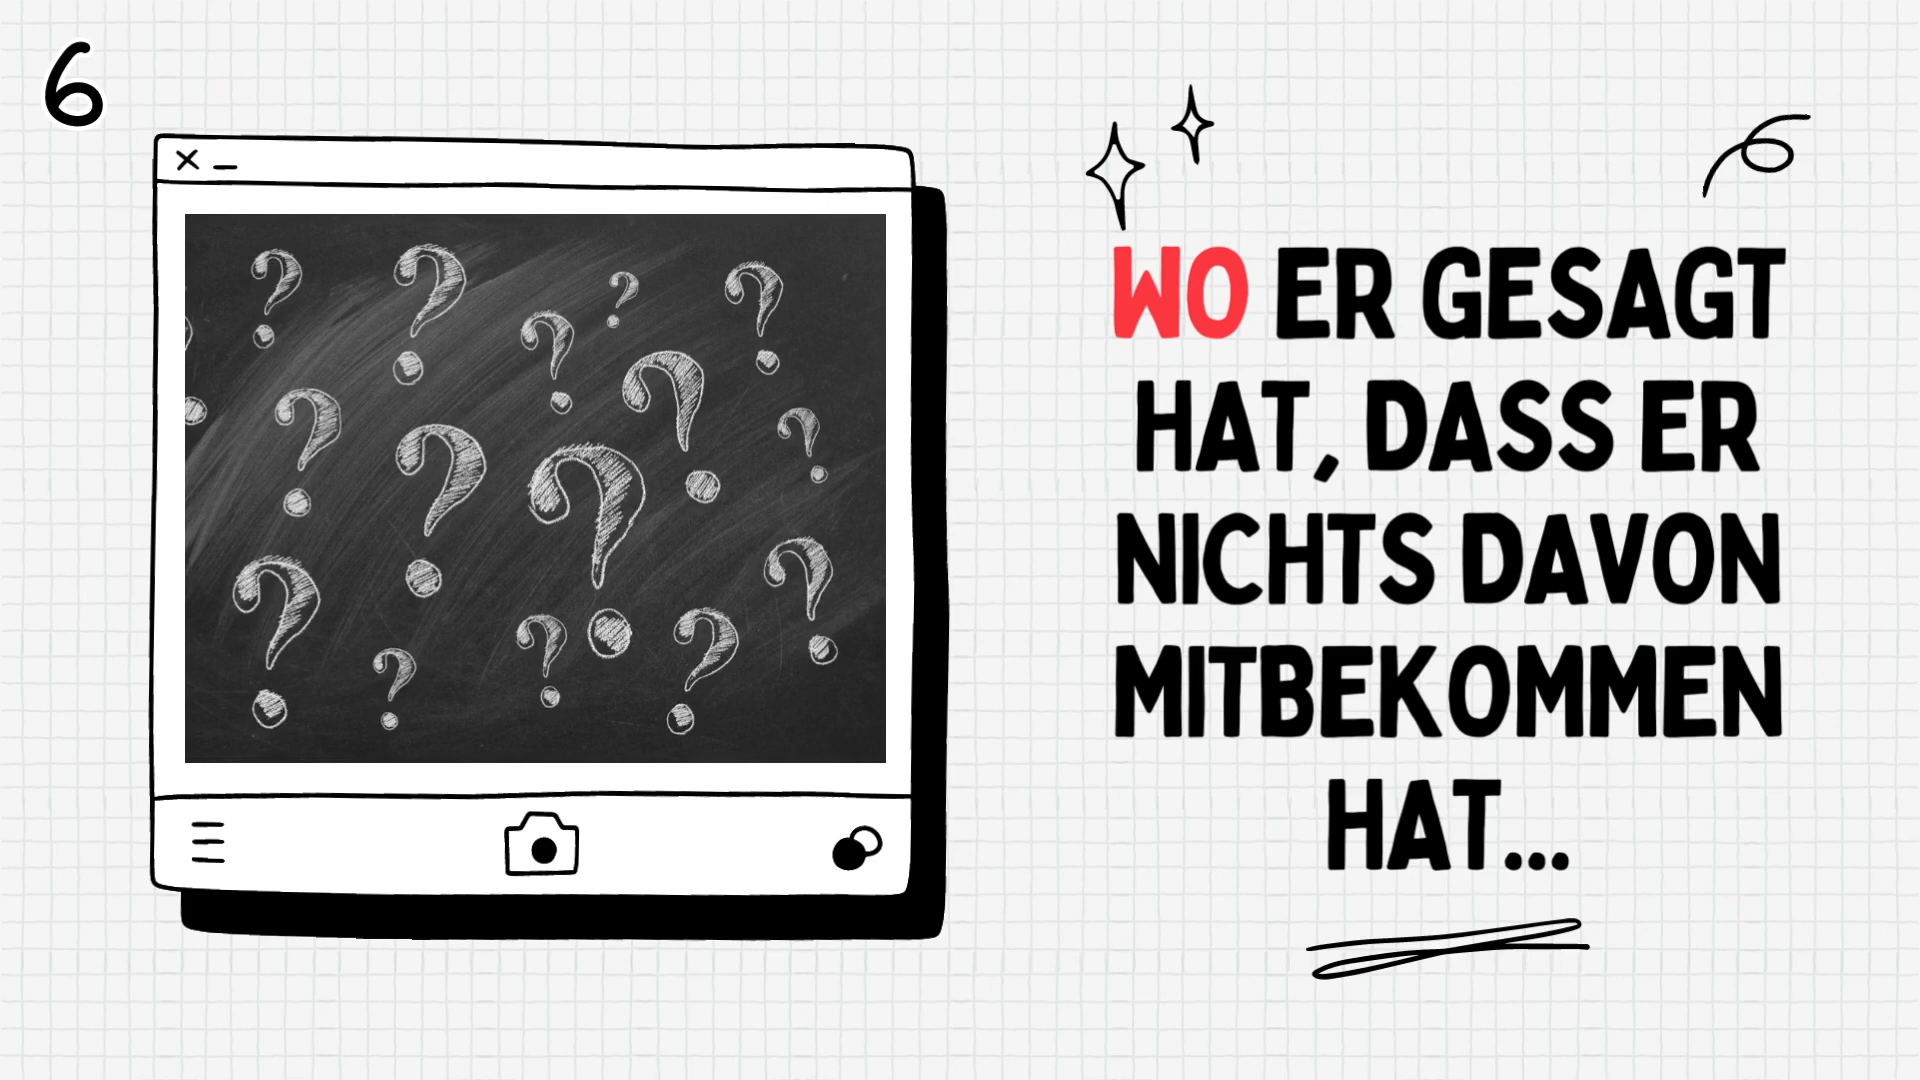 6
WO ER GESAGT
HAT, DASS ER
NICHTS DAVON
MITBEKOMMEN
HAT...